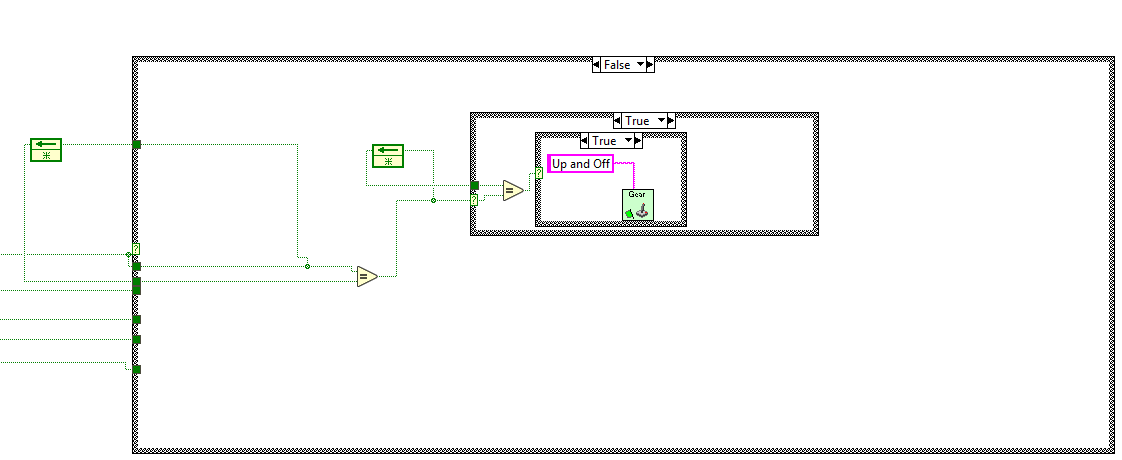 False
True
True
?
Up and Off
Gear
=
?
?
=